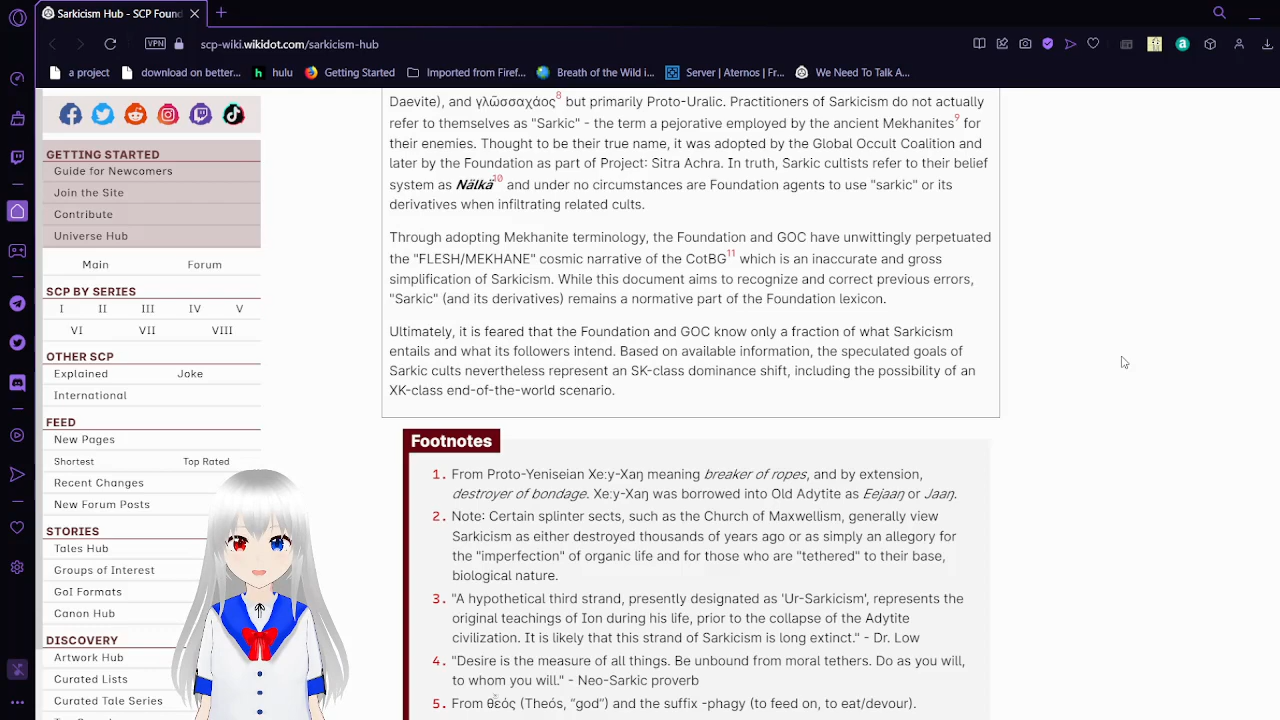 Sarkicism Hub - SCP Found
scp-wiki.wikidot.com/sarkicism-hub
VPN
a project
download on better...
hulu
Getting Started
Imported from Firef...
Breath of the Wild i...
Server | Aternos | Fr...
We Need To Talk A...
GETTING STARTED
Guide for Newcomers
Join the Site
Contribute
Universe Hub
Main Forum
SCP BY SERIES
I II III IV V
VI VII VIII
OTHER SCP
Explained Joke
International
FEED
New Pages
Shortest Top Rated
Recent Changes
New Forum Posts
STORIES
Tales Hub
Groups of Interest
GoI Formats
Canon Hub
DISCOVERY
Artwork Hub
Curated Lists
Curated Tale Series
Daevite), and γλῶσσαχάος8 but primarily Proto-Uralic. Practitioners of Sarkicism do not actually
refer to themselves as "Sarkic" - the term a pejorative employed by the ancient Mekhanites9 for
their enemies. Thought to be their true name, it was adopted by the Global Occult Coalition and
later by the Foundation as part of Project: Sitra Achra. In truth, Sarkic cultists refer to their belief
system as Nälkä10 and under no circumstances are Foundation agents to use "sarkic" or its
derivatives when infiltrating related cults.
Through adopting Mekhanite terminology, the Foundation and GOC have unwittingly perpetuated
the "FLESH/MEKHANE" cosmic narrative of the CotBG11 which is an inaccurate and gross
simplification of Sarkicism. While this document aims to recognize and correct previous errors,
"Sarkic" (and its derivatives) remains a normative part of the Foundation lexicon.
Ultimately, it is feared that the Foundation and GOC know only a fraction of what Sarkicism
entails and what its followers intend. Based on available information, the speculated goals of
Sarkic cults nevertheless represent an SK-class dominance shift, including the possibility of an
XK-class end-of-the-world scenario.
Footnotes
1. From Proto-Yeniseian Xe:y-Xaŋ meaning breaker of ropes, and by extension,
destroyer of bondage. Xe:y-Xaŋ was borrowed into Old Adytite as Eejaaŋ or Jaaŋ.
2. Note: Certain splinter sects, such as the Church of Maxwellism, generally view
Sarkicism as either destroyed thousands of years ago or as simply an allegory for
the "imperfection" of organic life and for those who are "tethered" to their base,
biological nature.
3. "A hypothetical third strand, presently designated as 'Ur-Sarkicism', represents the
original teachings of Ion during his life, prior to the collapse of the Adytite
civilization. It is likely that this strand of Sarkicism is long extinct." - Dr. Low
4. "Desire is the measure of all things. Be unbound from moral tethers. Do as you will,
to whom you will." - Neo-Sarkic proverb
5. From θεός (Theós, "god") and the suffix -phagy (to feed on, to eat/devour).